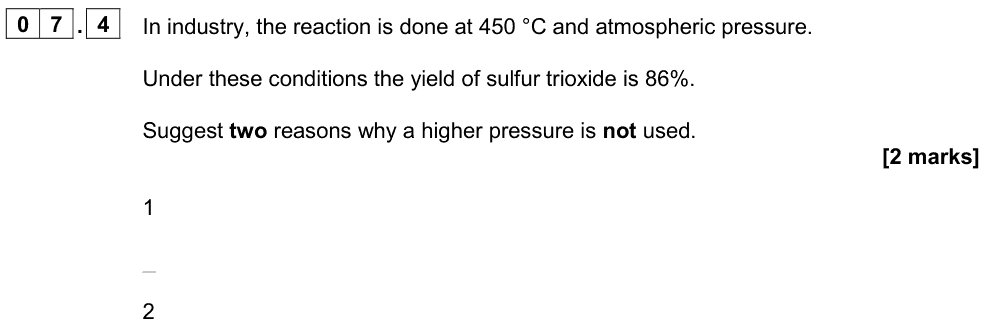 0 7 . 4 In industry, the reaction is done at 450 °C and atmospheric pressure.
Under these conditions the yield of sulfur trioxide is 86%.
Suggest two reasons why a higher pressure is not used.
[2 marks]
1
2